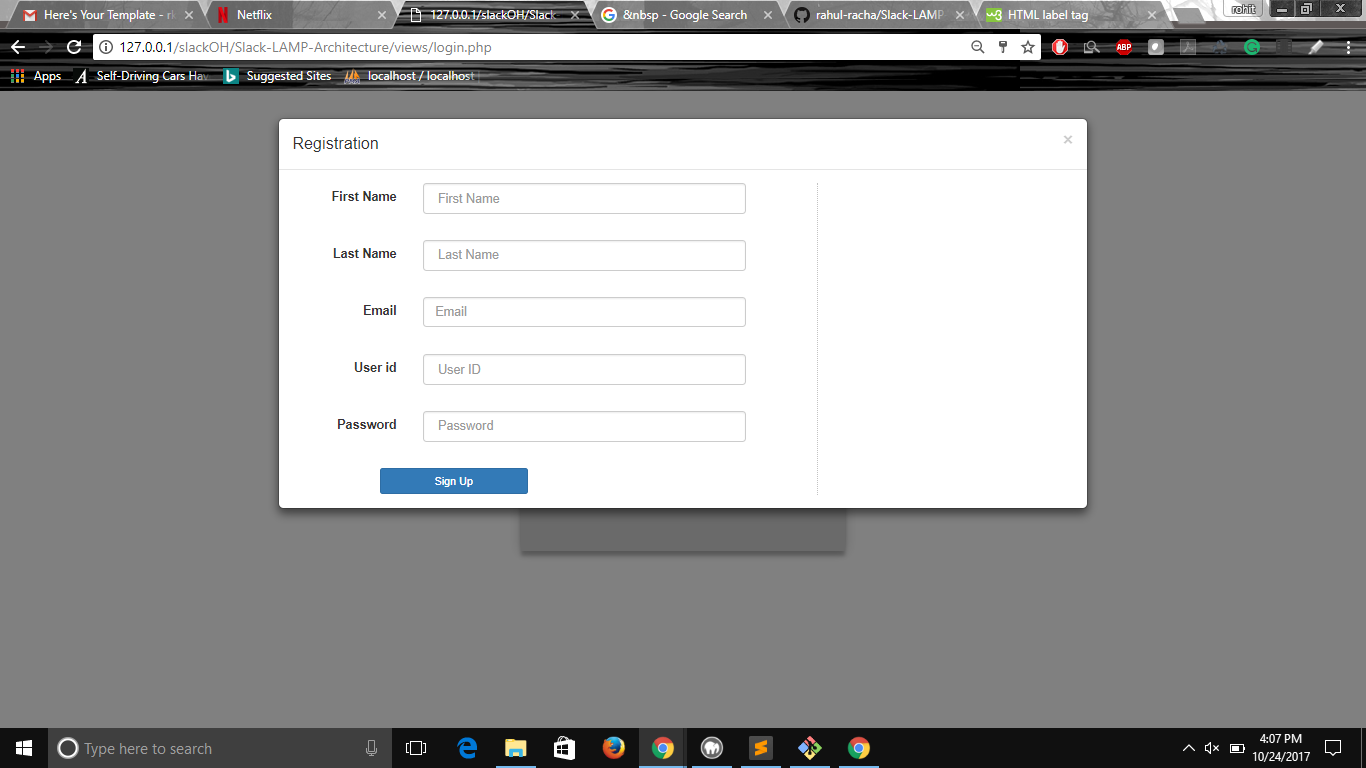 Here's Your Template - r
Netflix
127.0.0.1/slackOH/Slack
&nbsp - Google Search
rahul-racha/Slack-LAMP
HTML label tag
rohit
127.0.0.1/slackOH/Slack-LAMP-Architecture/views/login.php
ABP
Apps
Self-Driving Cars Hav
Suggested Sites
localhost / localhost
Registration
×
First Name
First Name
Last Name
Last Name
Email
Email
User id
User ID
Password
Password
Sign Up
Type here to search
4:07 PM
10/24/2017